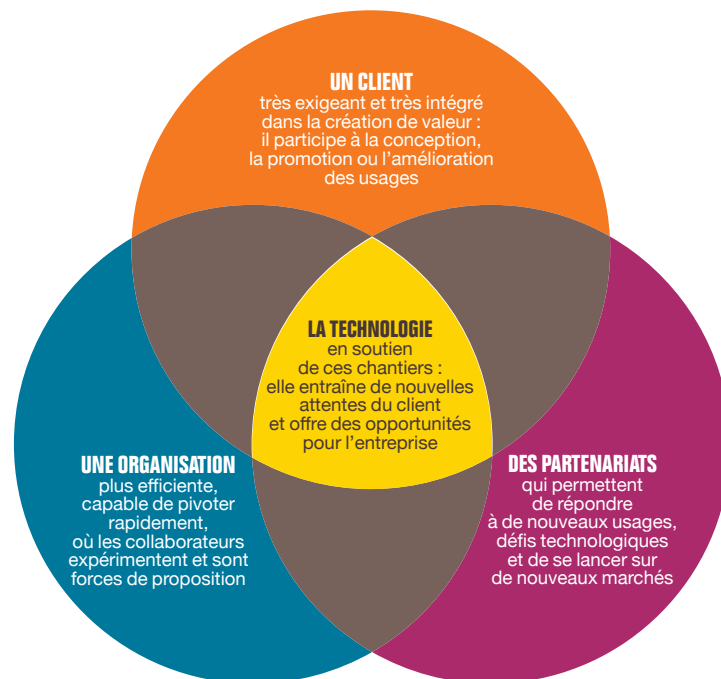 UN CLIENT
très exigeant et très intégré
dans la création de valeur :
il participe à la conception,
la promotion ou l'amélioration
des usages
LA TECHNOLOGIE
en soutien
de ces chantiers :
elle entraîne de nouvelles
attentes du client
et offre des opportunités
pour l'entreprise
UNE ORGANISATION
plus efficiente,
capable de pivoter
rapidement,
où les collaborateurs
expérimentent et sont
forces de proposition
DES PARTENARIATS
qui permettent
de répondre
à de nouveaux usages,
défis technologiques
et de se lancer sur
de nouveaux marchés